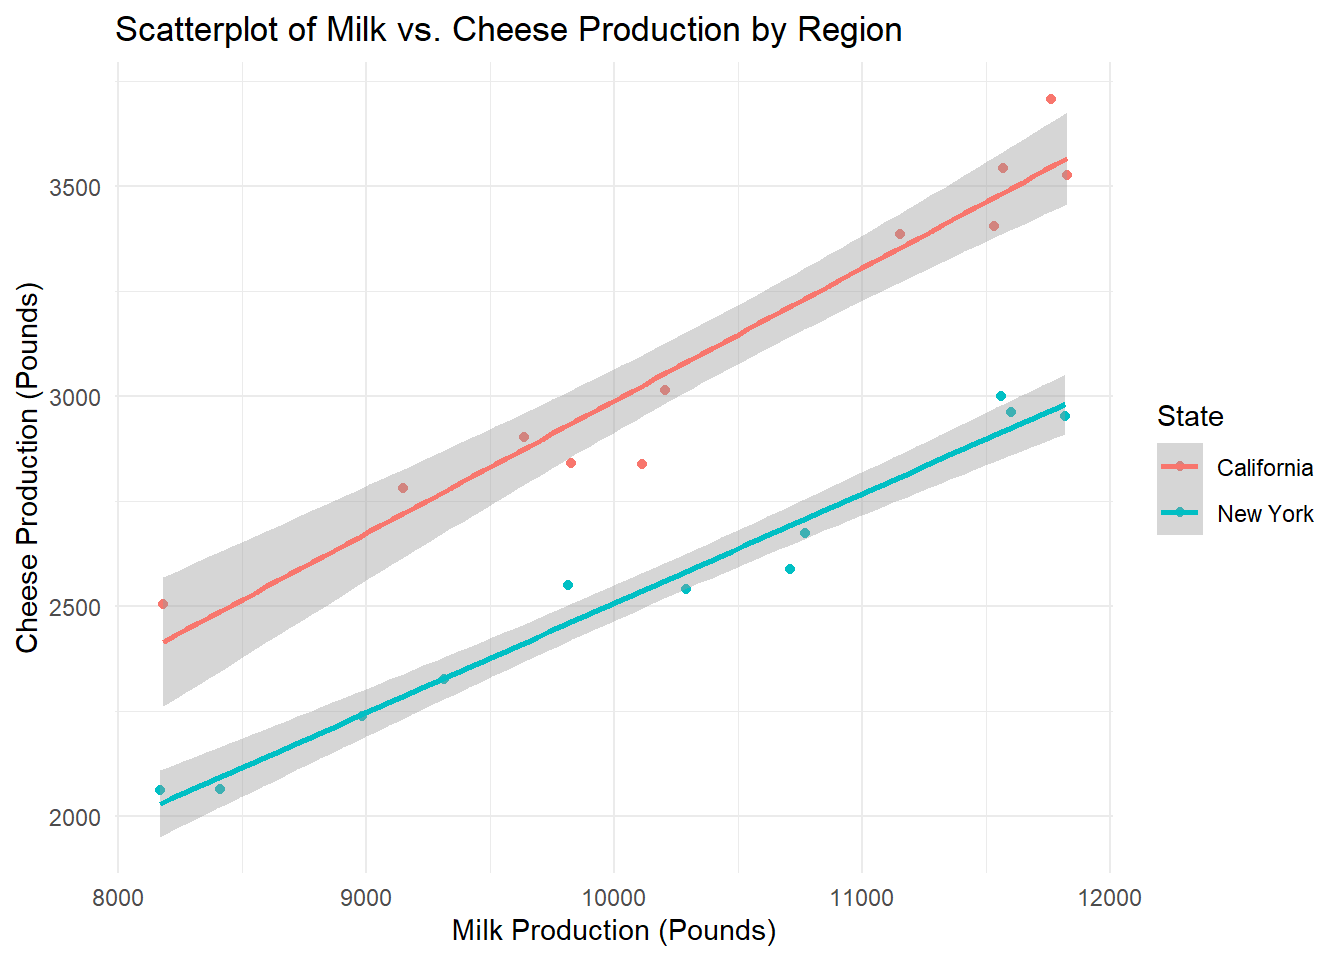 Scatterplot of Milk vs. Cheese Production by Region
Cheese Production (Pounds)
3500
3000
2500
2000
8000 9000 10000 11000 12000
Milk Production (Pounds)
State
California
New York